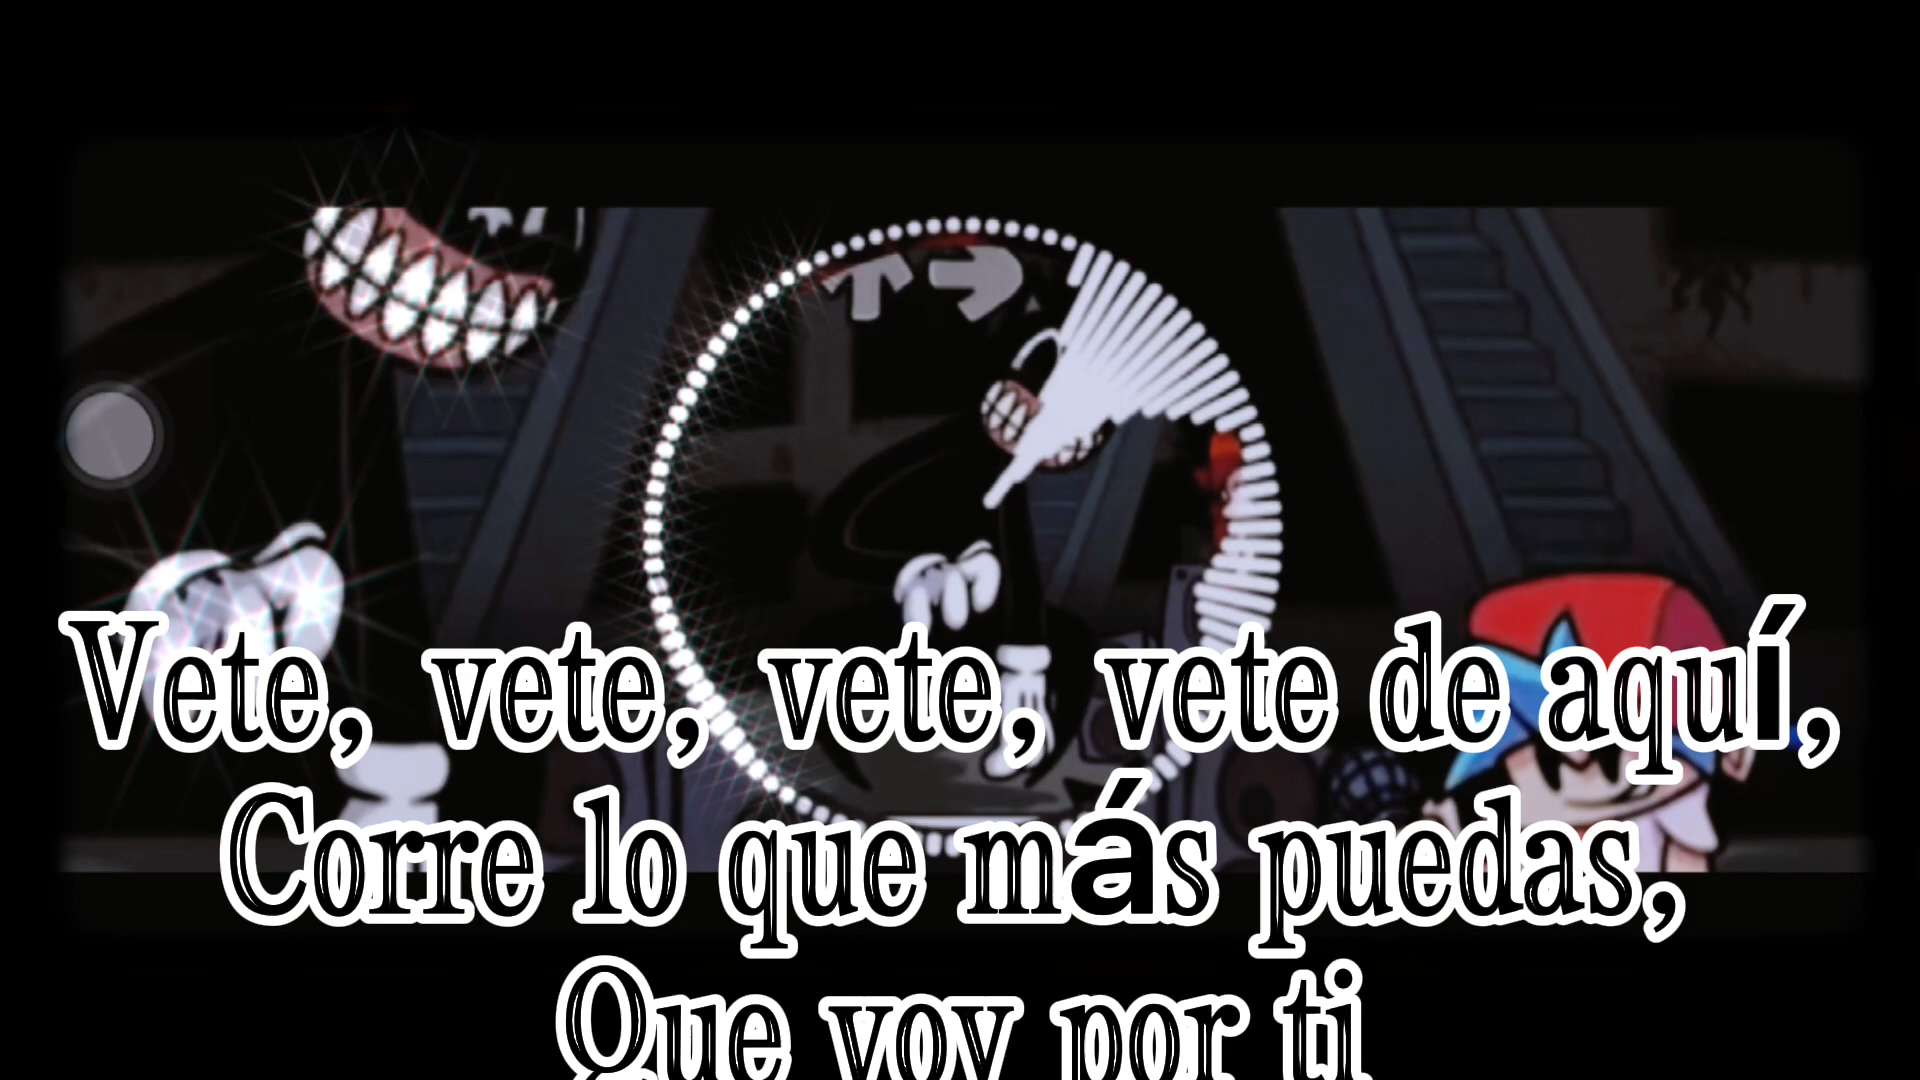 Vete, vete, vete, vete de aquí,
Corre lo que más puedas,
Que voy por ti